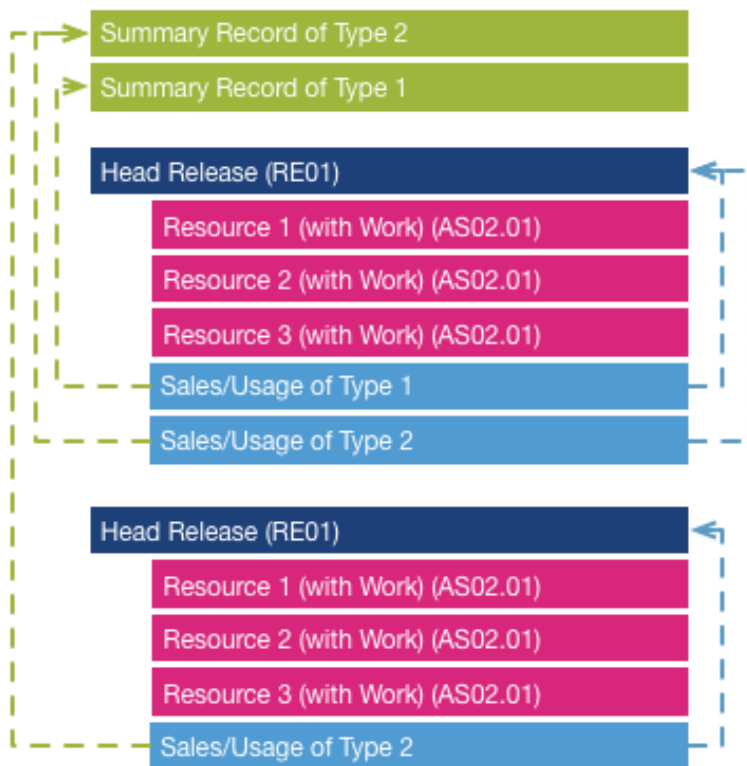 Summary Record of Type 2
Summary Record of Type 1
Head Release (RE01)
Resource 1 (with Work) (AS02.01)
Resource 2 (with Work) (AS02.01)
Resource 3 (with Work) (AS02.01)
Sales/Usage of Type 1
Sales/Usage of Type 2
Head Release (RE01)
Resource 1 (with Work) (AS02.01)
Resource 2 (with Work) (AS02.01)
Resource 3 (with Work) (AS02.01)
Sales/Usage of Type 2